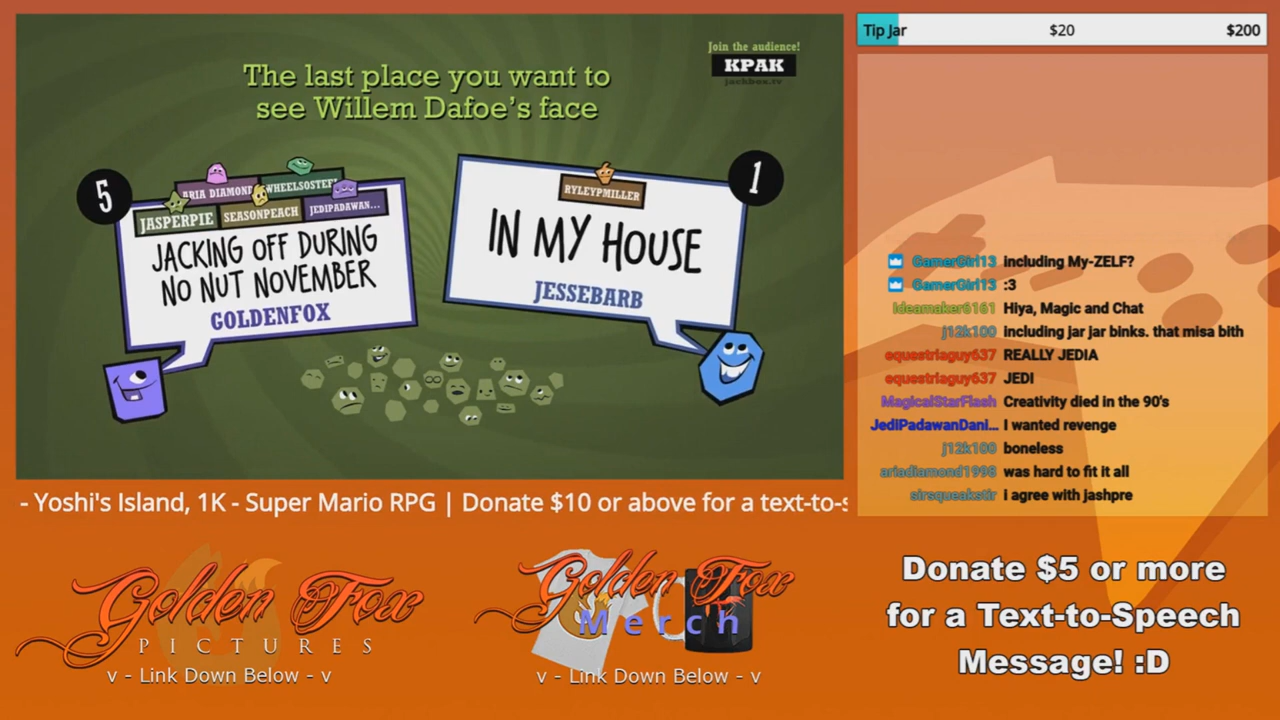 Join the audience!
KPAK
jackbox.tv
The last place you want to
see Willem Dafoe's face
5
ARIA DIAMOND
WHEELSOSTEE
JASPERPIE
SEASONPEACH
JEDIPADAWAN...
JACKING OFF DURING
NO NUT NOVEMBER
GOLDENFOX
1
RYLEYPMILLER
IN MY HOUSE
JESSEBARB
- Yoshi's Island, 1K - Super Mario RPG | Donate $10 or above for a text-to-s
Tip Jar $20 $200
GamerGirl13 including My-ZELF?
GamerGirl13 :3
Ideamaker6161 Hiya, Magic and Chat
j12k100 including jar jar binks. that misa bith
equestriaguy637 REALLY JEDIA
equestriaguy637 JEDI
MagicalStarFlash Creativity died in the 90's
JediPadawanDani... I wanted revenge
j12k100 boneless
ariadiamond1998 was hard to fit it all
sirsqueakstir i agree with jashpre
Golden Fox
PICTURES
v - Link Down Below - v
Golden Fox
Merch
v - Link Down Below - v
Donate $5 or more
for a Text-to-Speech
Message! :D